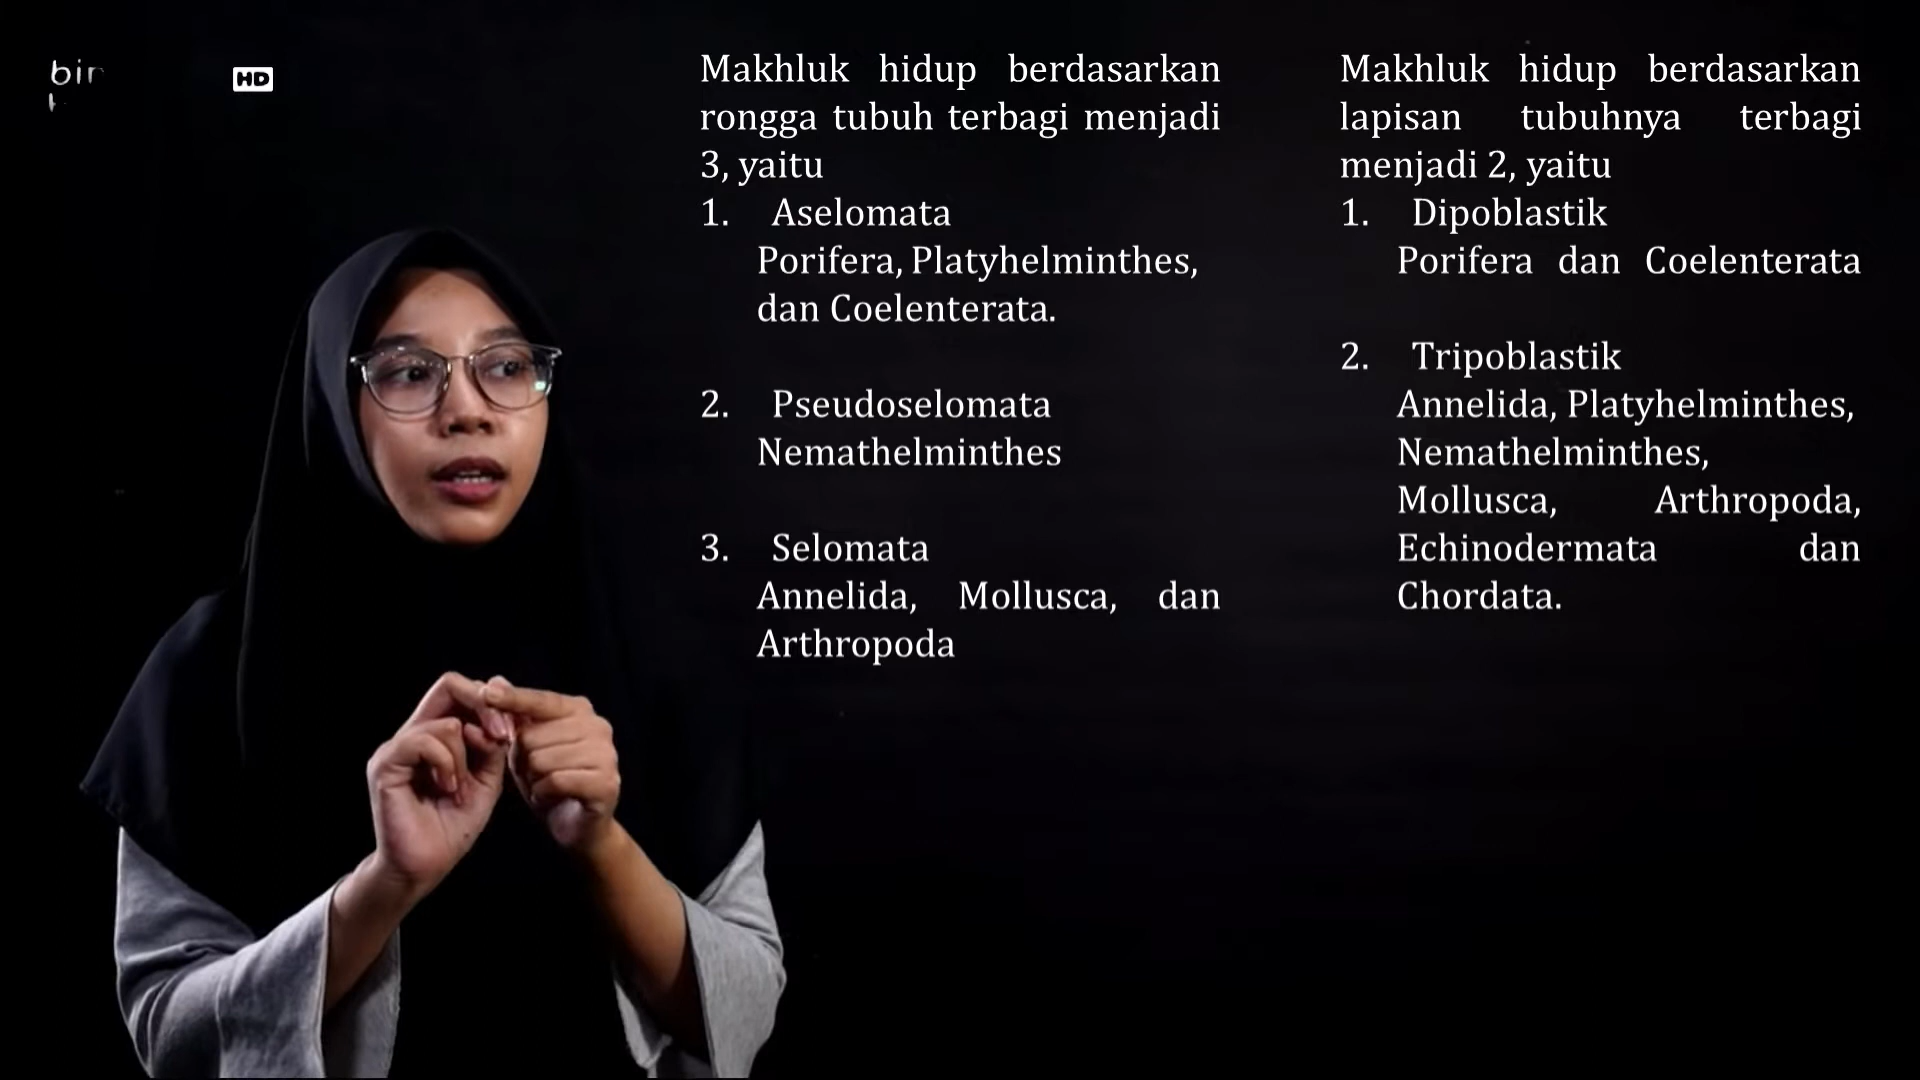 HD
Makhluk hidup berdasarkan
rongga tubuh terbagi menjadi
3, yaitu
1. Aselomata
Porifera, Platyhelminthes,
dan Coelenterata.
2. Pseudoselomata
Nemathelminthes
3. Selomata
Annelida, Mollusca, dan
Arthropoda
Makhluk hidup berdasarkan
lapisan tubuhnya terbagi
menjadi 2, yaitu
1. Dipoblastik
Porifera dan Coelenterata
2. Tripoblastik
Annelida, Platyhelminthes,
Nemathelminthes,
Mollusca, Arthropoda,
Echinodermata dan
Chordata.